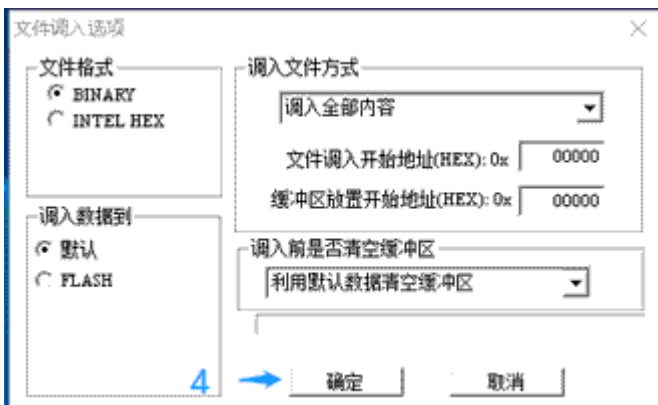 文件调入选项
文件格式
BINARY
INTEL HEX
调入文件方式
调入全部内容
文件调入开始地址(HEX): 0x 00000
缓冲区放置开始地址(HEX): 0x 00000
调入数据到
默认
FLASH
调入前是否清空缓冲区
利用默认数据清空缓冲区
4
确定
取消